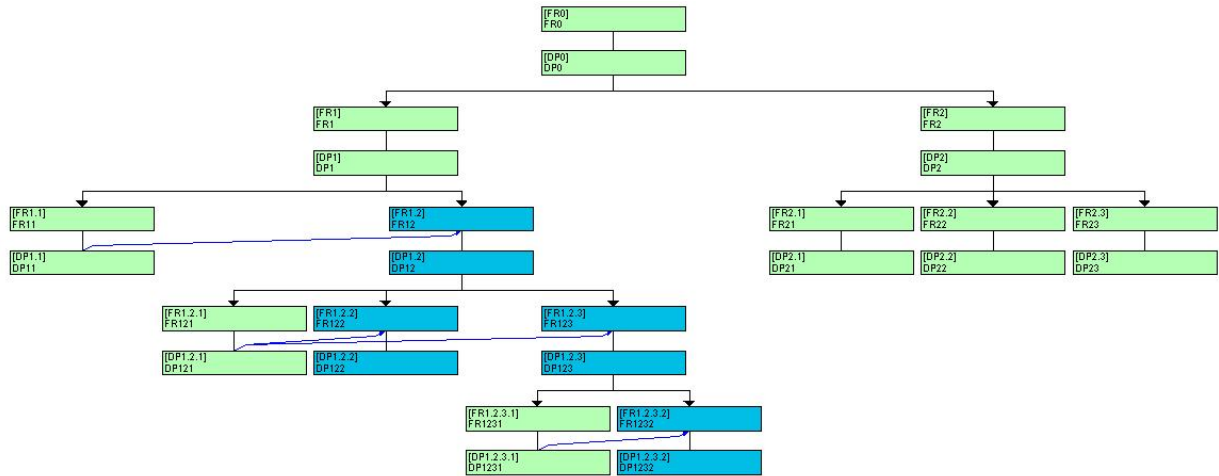 [FR0]
FR0
[DP0]
DP0
[FR1]
FR1
[FR2]
FR2
[DP1]
DP1
[DP2]
DP2
[FR1.1]
FR11
[FR1.2]
FR12
[FR2.1]
FR21
[FR2.2]
FR22
[FR2.3]
FR23
[DP1.1]
DP11
[DP1.2]
DP12
[DP2.1]
DP21
[DP2.2]
DP22
[DP2.3]
DP23
[FR1.2.1]
FR121
[FR1.2.2]
FR122
[FR1.2.3]
FR123
[DP1.2.1]
DP121
[DP1.2.2]
DP122
[DP1.2.3]
DP123
[FR1.2.3.1]
FR1231
[FR1.2.3.2]
FR1232
[DP1.2.3.1]
DP1231
[DP1.2.3.2]
DP1232